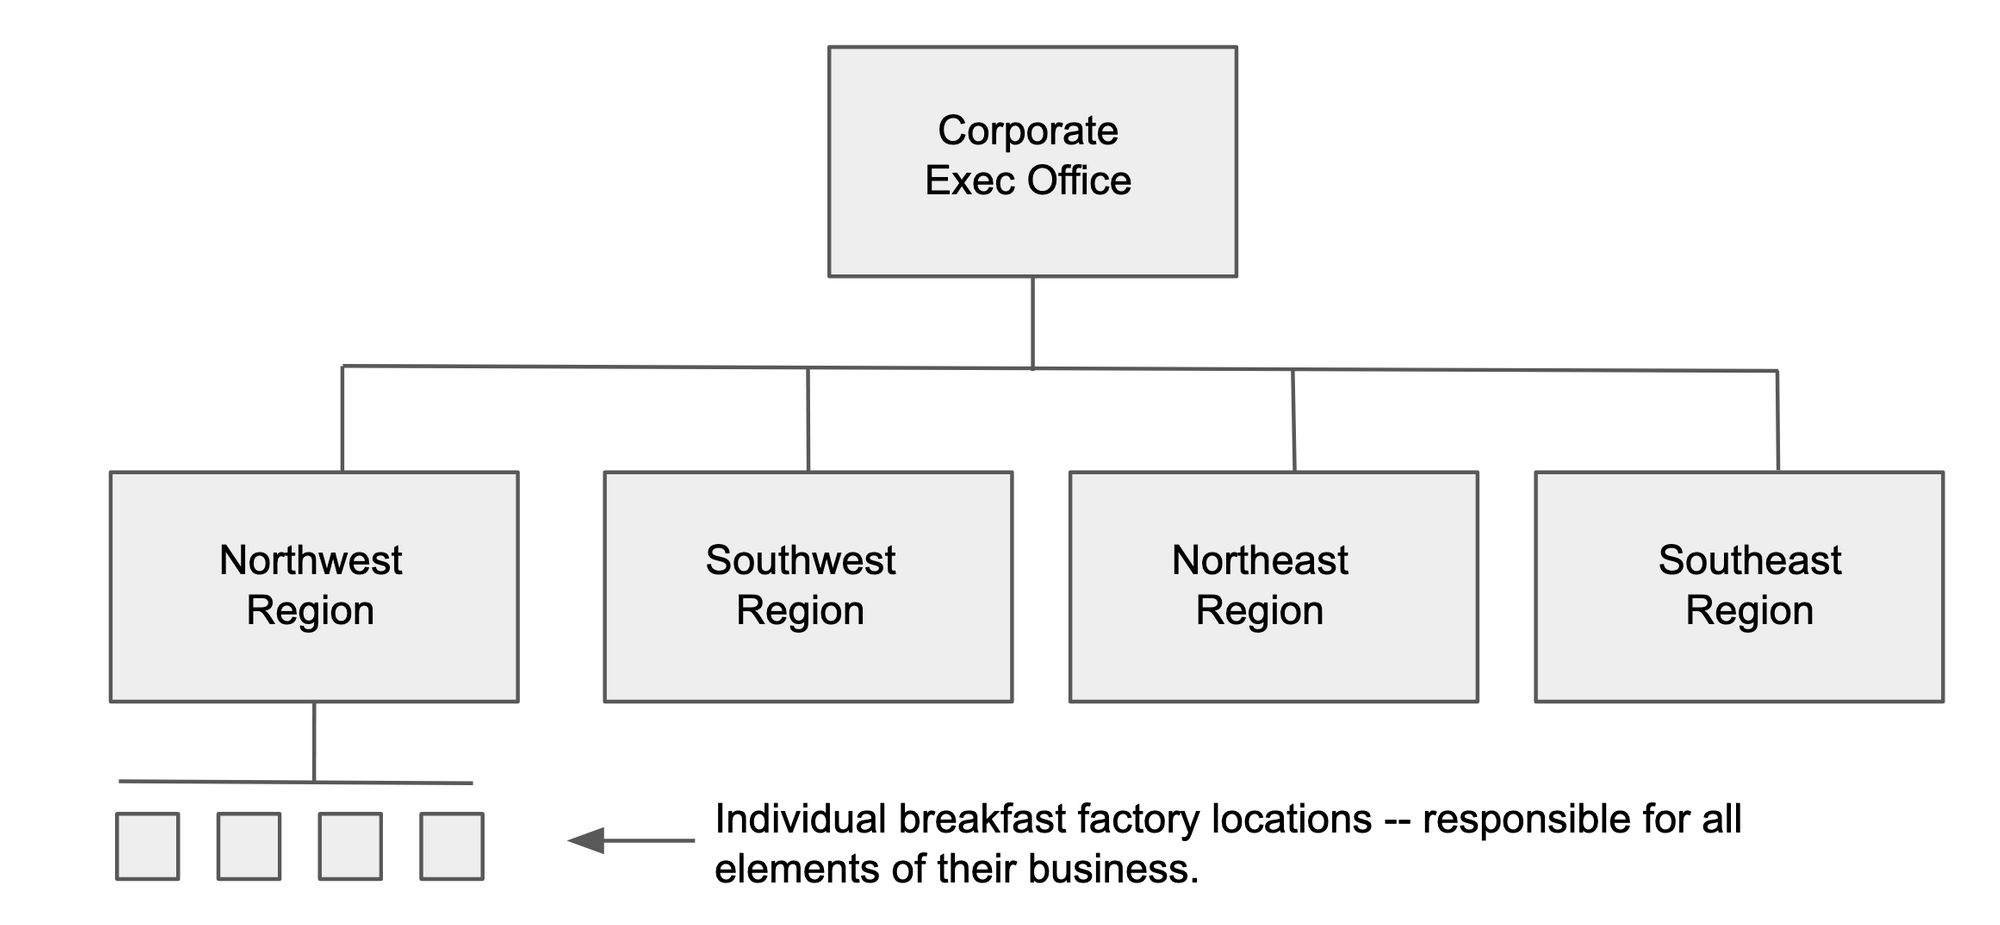 Corporate
Exec Office
Northwest
Region
Southwest
Region
Northeast
Region
Southeast
Region
Individual breakfast factory locations -- responsible for all
elements of their business.